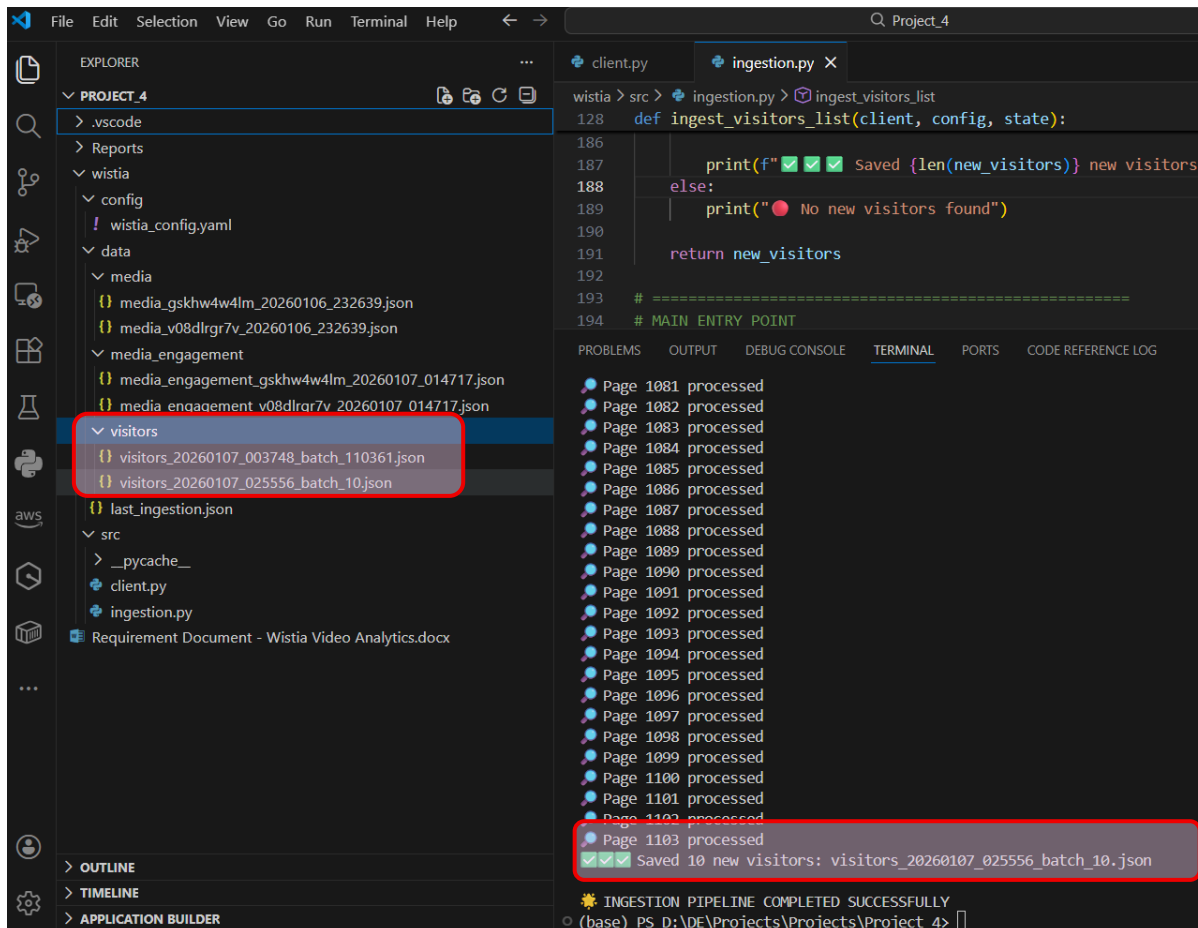 File Edit Selection View Go Run Terminal Help ← → Project_4
EXPLORER ...
PROJECT_4
.vscode
Reports
wistia
config
! wistia_config.yaml
data
media
{} media_gskhw4w4lm_20260106_232639.json
{} media_v08dlrgr7v_20260106_232639.json
media_engagement
{} media_engagement_gskhw4w4lm_20260107_014717.json
{} media_engagement_v08dlrgr7v_20260107_014717.json
visitors
{} visitors_20260107_003748_batch_110361.json
{} visitors_20260107_025556_batch_10.json
{} last_ingestion.json
src
__pycache__
client.py
ingestion.py
Requirement Document - Wistia Video Analytics.docx
aws
OUTLINE
TIMELINE
APPLICATION BUILDER
client.py ingestion.py
wistia > src > ingestion.py > ingest_visitors_list
128 def ingest_visitors_list(client, config, state):
186
187 print(f"✅✅✅ Saved {len(new_visitors)} new visitors
188 else:
189 print("🔴 No new visitors found")
190
191 return new_visitors
192
193 # ===================================================
194 # MAIN ENTRY POINT
PROBLEMS OUTPUT DEBUG CONSOLE TERMINAL PORTS CODE REFERENCE LOG
🔎 Page 1081 processed
🔎 Page 1082 processed
🔎 Page 1083 processed
🔎 Page 1084 processed
🔎 Page 1085 processed
🔎 Page 1086 processed
🔎 Page 1087 processed
🔎 Page 1088 processed
🔎 Page 1089 processed
🔎 Page 1090 processed
🔎 Page 1091 processed
🔎 Page 1092 processed
🔎 Page 1093 processed
🔎 Page 1094 processed
🔎 Page 1095 processed
🔎 Page 1096 processed
🔎 Page 1097 processed
🔎 Page 1098 processed
🔎 Page 1099 processed
🔎 Page 1100 processed
🔎 Page 1101 processed
🔎 Page 1102 processed
🔎 Page 1103 processed
✅✅✅ Saved 10 new visitors: visitors_20260107_025556_batch_10.json
🌟 INGESTION PIPELINE COMPLETED SUCCESSFULLY
(base) PS D:\DE\Projects\Projects\Project_4>